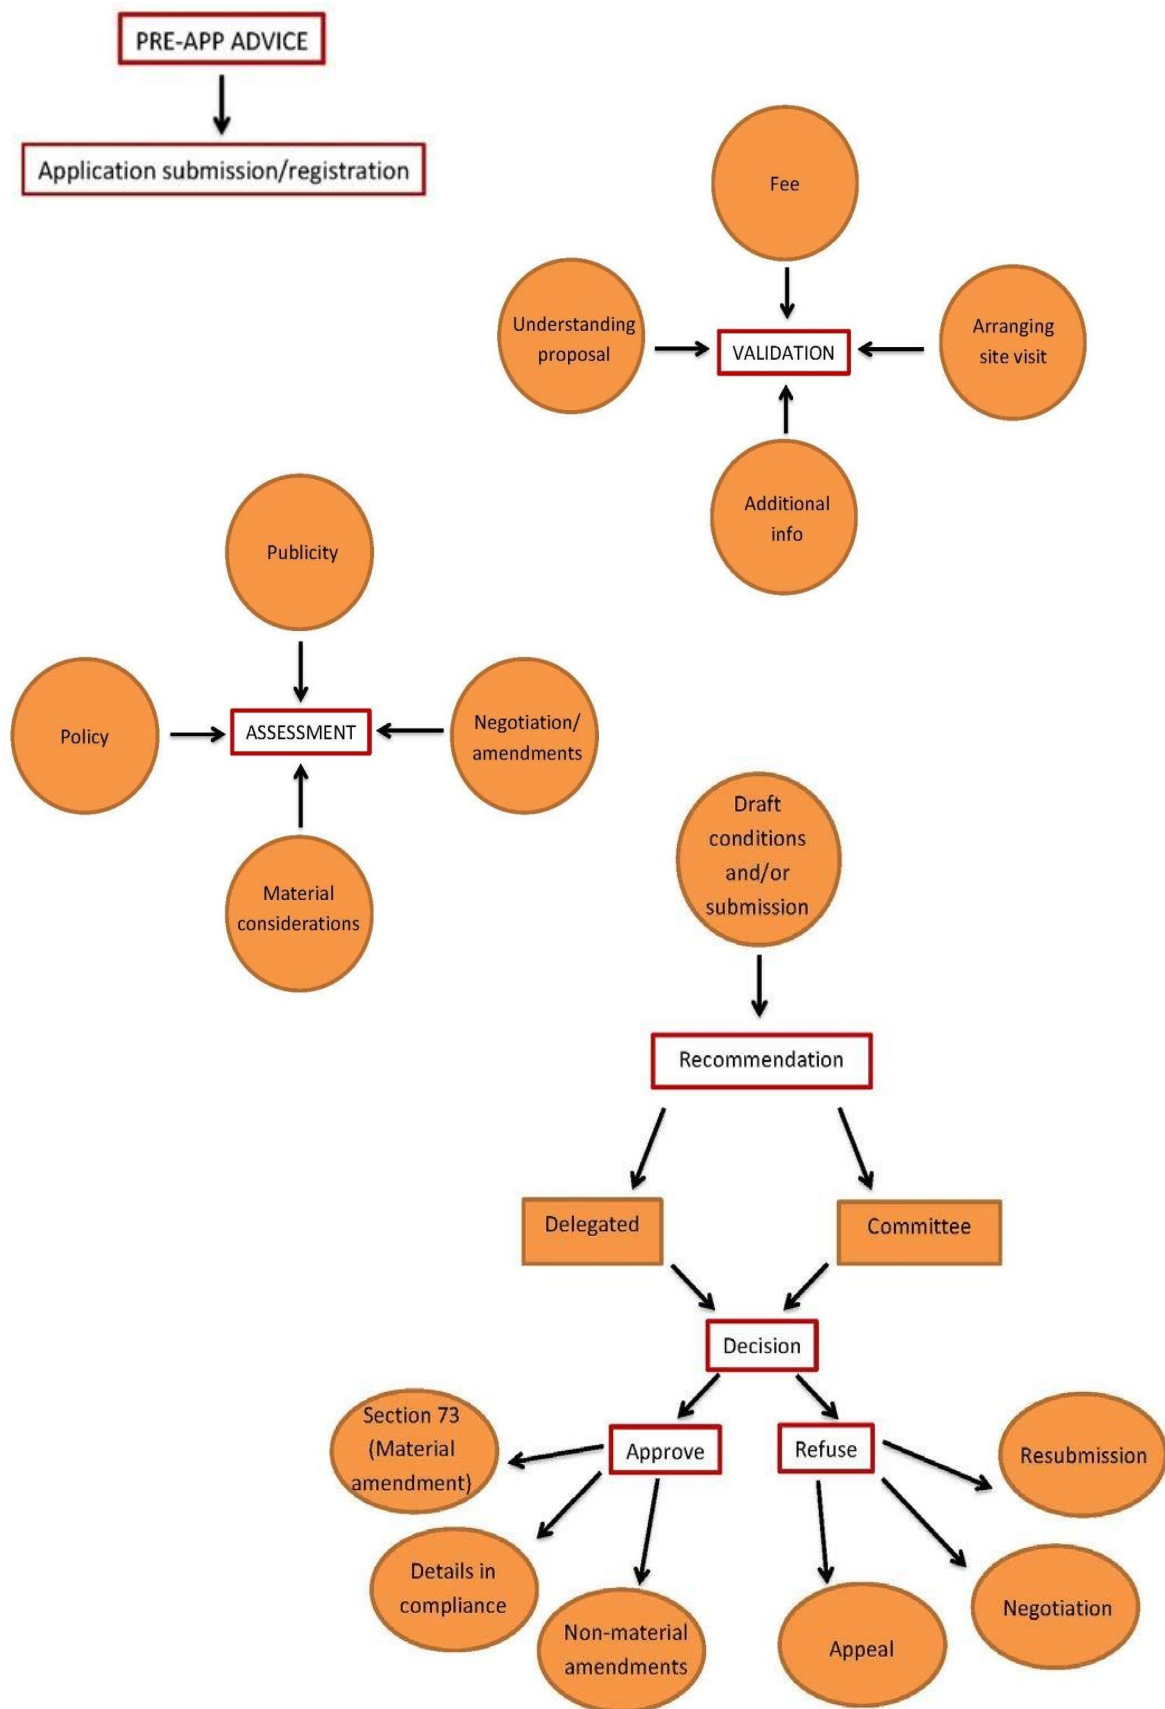 PRE-APP ADVICE
Application submission/registration
Fee
Understanding
proposal
VALIDATION
Arranging
site visit
Additional
info
Publicity
Policy
ASSESSMENT
Negotiation/
amendments
Material
considerations
Draft
conditions
and/or
submission
Recommendation
Delegated
Committee
Decision
Section 73
(Material
amendment)
Approve
Refuse
Resubmission
Details in
compliance
Non-material
amendments
Appeal
Negotiation